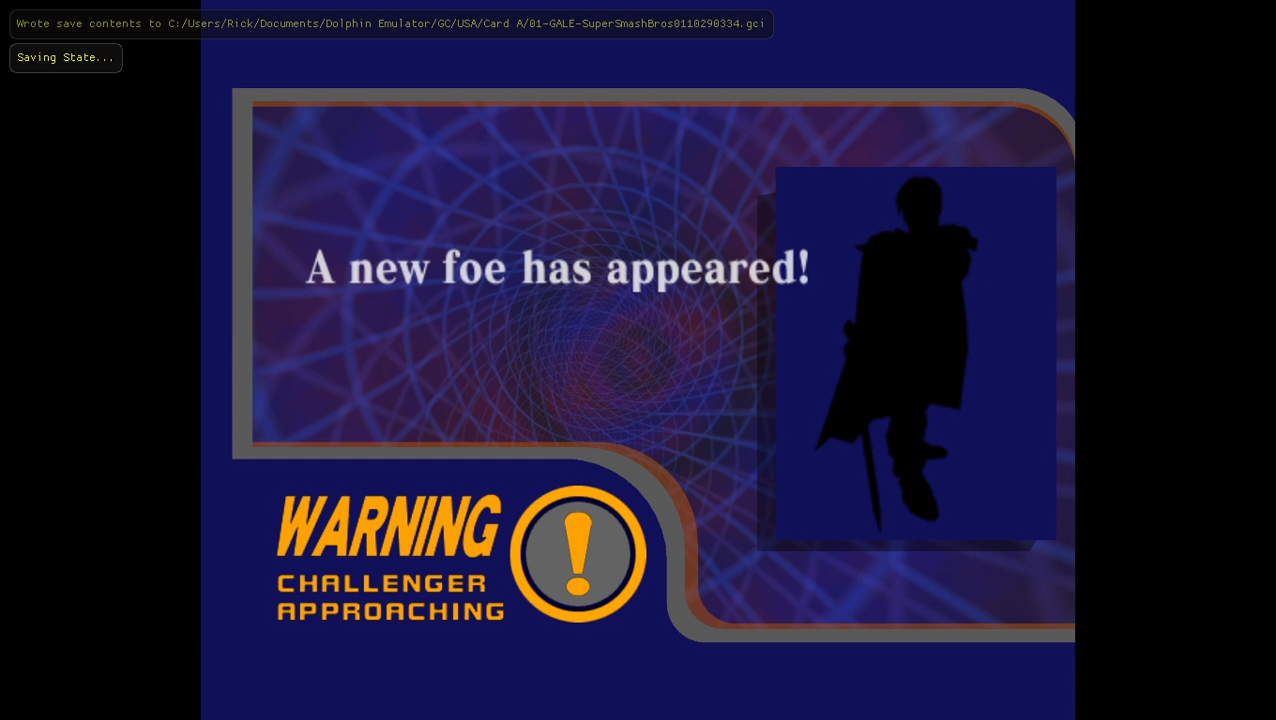 Wrote save contents to C:/Users/Rick/Documents/Dolphin Emulator/GC/USA/Card A/01-GALE-SuperSmashBros0110290334.gci
Saving State...
A new foe has appeared!
WARNING
CHALLENGER
APPROACHING
!